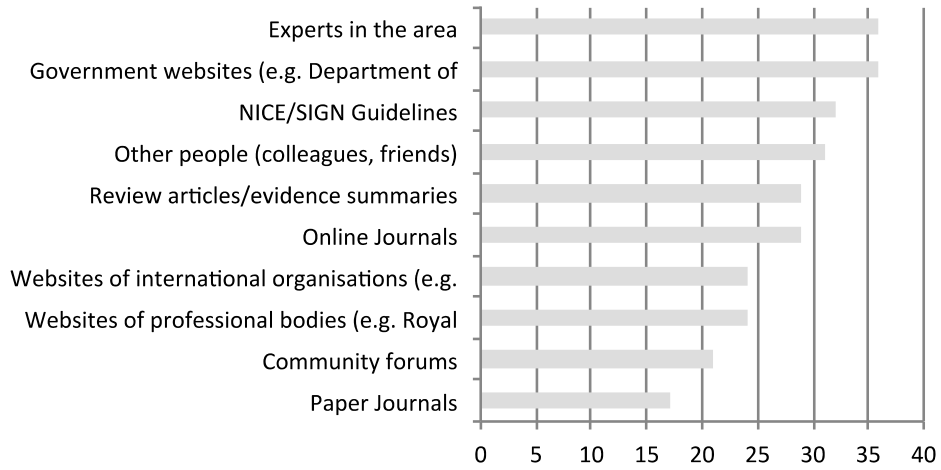 Experts in the area
Government websites (e.g. Department of
NICE/SIGN Guidelines
Other people (colleagues, friends)
Review articles/evidence summaries
Online Journals
Websites of international organisations (e.g.
Websites of professional bodies (e.g. Royal
Community forums
Paper Journals
0 5 10 15 20 25 30 35 40